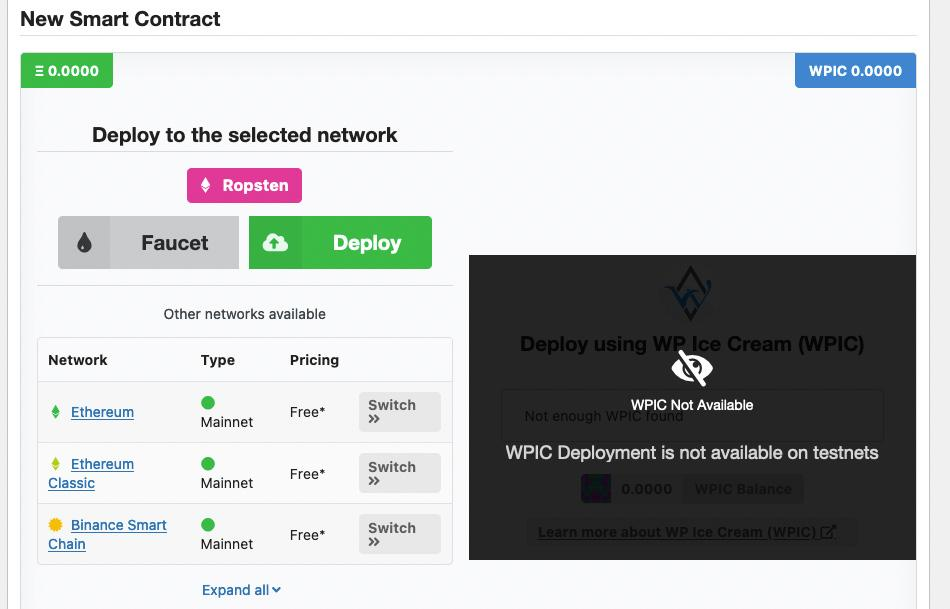 New Smart Contract
Ξ 0.0000
WPIC 0.0000
Deploy to the selected network
Ropsten
Faucet
Deploy
Other networks available
Network Type Pricing
Ethereum Mainnet Free* Switch »
Ethereum Classic Mainnet Free* Switch »
Binance Smart Chain Mainnet Free* Switch »
Expand all
Deploy using WP Ice Cream (WPIC)
WPIC Not Available
Not enough WPIC found
WPIC Deployment is not available on testnets
0.0000 WPIC Balance
Learn more about WP Ice Cream (WPIC)